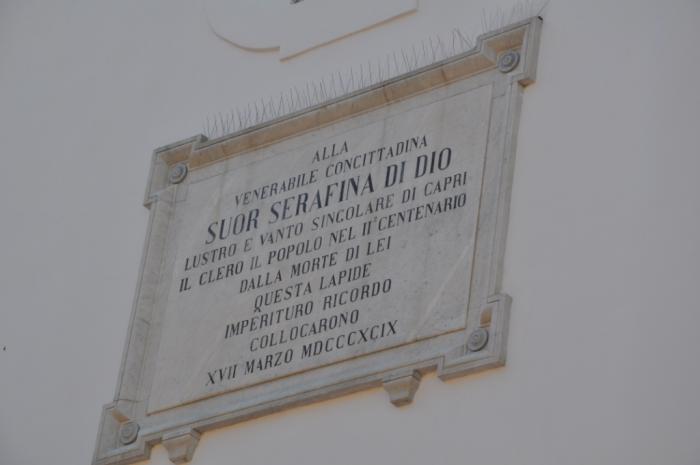 ALLA
VENERABILE CONCITTADINA
SUOR SERAFINA DI DIO
LUSTRO E VANTO SINGOLARE DI CAPRI
IL CLERO IL POPOLO NEL II° CENTENARIO
DALLA MORTE DI LEI
QUESTA LAPIDE
IMPERITURO RICORDO
COLLOCARONO
XVII MARZO MDCCCXCIX